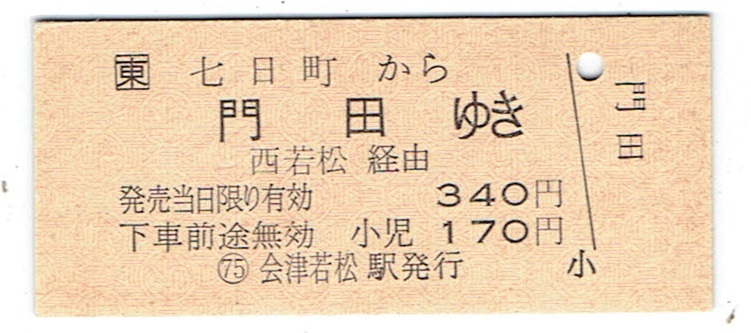 東 七日町 から
門田 ゆき
西若松 経由
発売当日限り有効 340円
下車前途無効 小児 170円
75 会津若松駅発行
門田
小